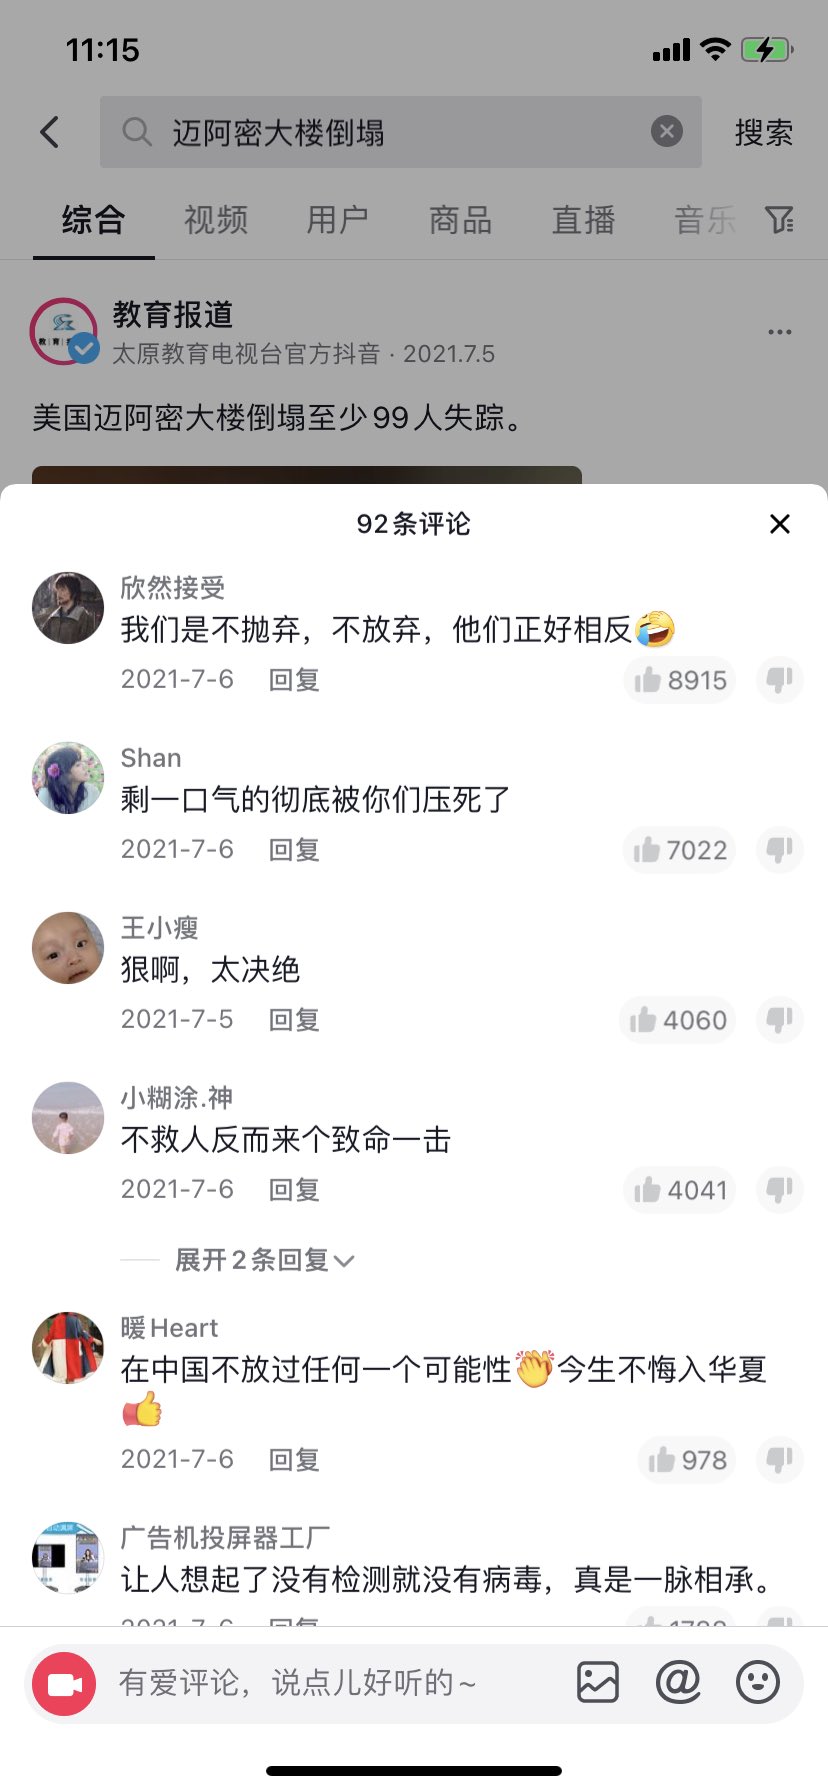 11:15
迈阿密大楼倒塌
搜索
综合 视频 用户 商品 直播 音乐
教育报道
太原教育电视台官方抖音 · 2021.7.5
美国迈阿密大楼倒塌至少99人失踪。
92条评论
欣然接受
我们是不抛弃，不放弃，他们正好相反🤣
2021-7-6 回复 8915
Shan
剩一口气的彻底被你们压死了
2021-7-6 回复 7022
王小瘦
狠啊，太决绝
2021-7-5 回复 4060
小糊涂.神
不救人反而来个致命一击
2021-7-6 回复 4041
展开2条回复
暖Heart
在中国不放过任何一个可能性👏今生不悔入华夏
👍
2021-7-6 回复 978
广告机投屏器工厂
让人想起了没有检测就没有病毒，真是一脉相承。
2021-7-6 回复
有爱评论，说点儿好听的~